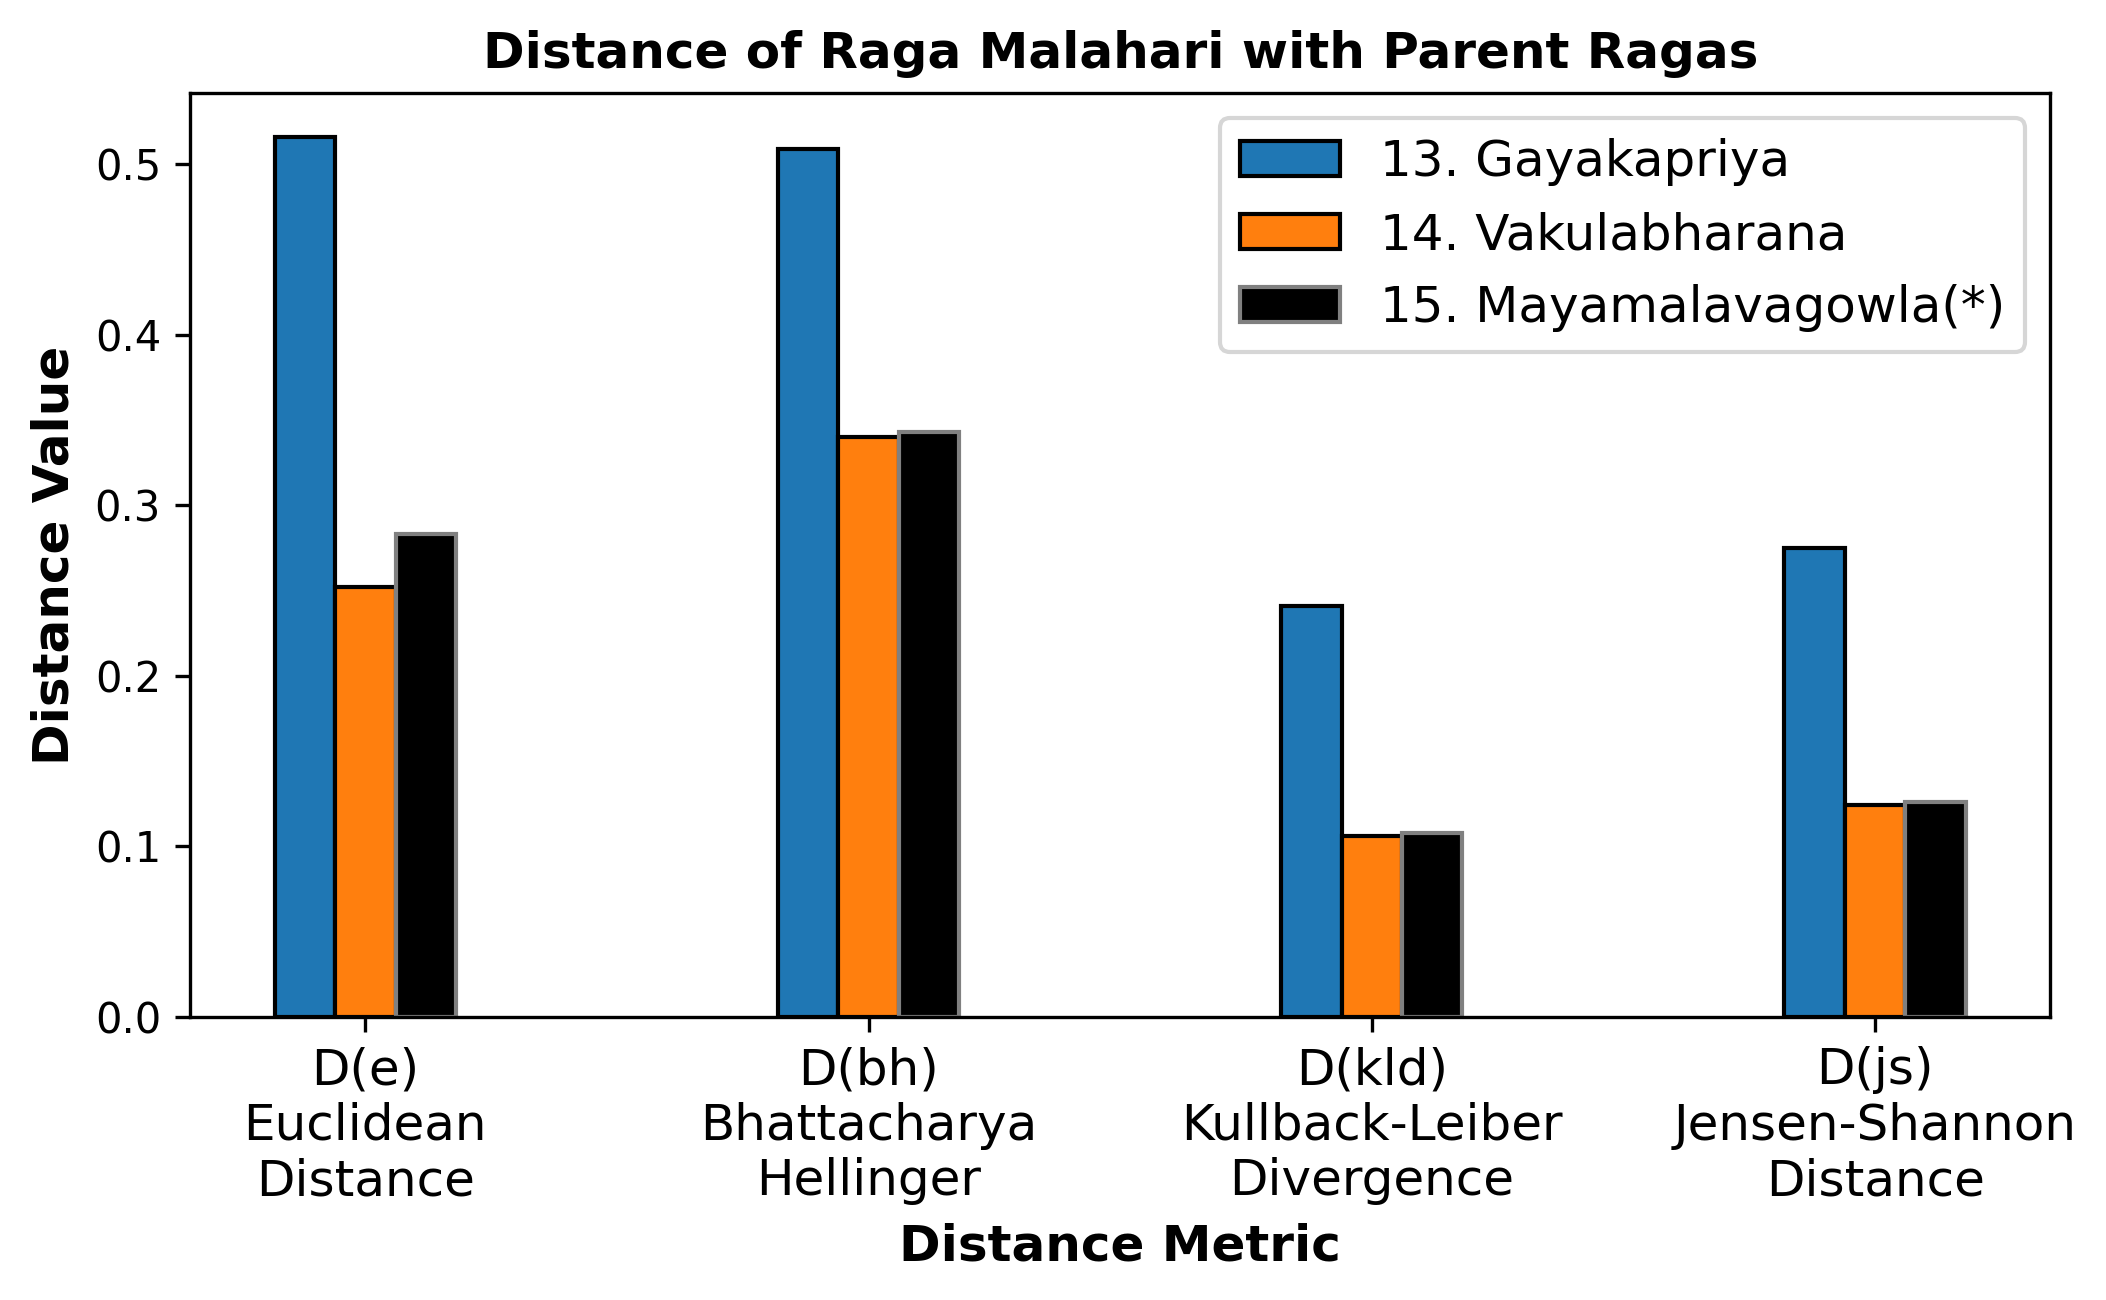 Distance of Raga Malahari with Parent Ragas
13. Gayakapriya
14. Vakulabharana
15. Mayamalavagowla(*)
Distance Value
0.5
0.4
0.3
0.2
0.1
0.0
D(e)
Euclidean
Distance
D(bh)
Bhattacharya
Hellinger
D(kld)
Kullback-Leiber
Divergence
D(js)
Jensen-Shannon
Distance
Distance Metric